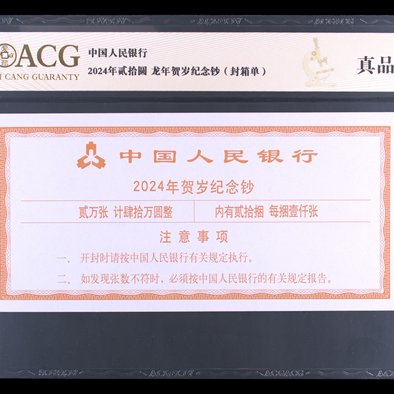 ACG
CANG GUARANTY
中国人民银行
2024年贰拾圆 龙年贺岁纪念钞（封箱单）
真品
中国人民银行
2024年贺岁纪念钞
贰万张 计肆拾万圆整 内有贰拾捆 每捆壹仟张
注意事项
一、 开封时请按中国人民银行有关规定执行。
二、 如发现张数不符时，必须按中国人民银行的有关规定报告。